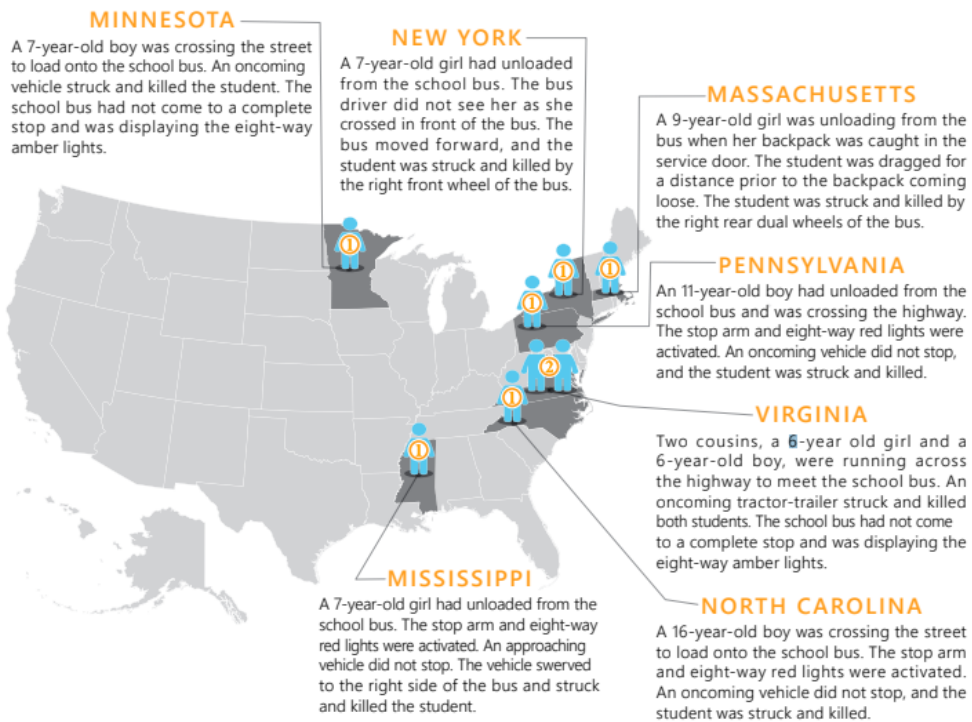 MINNESOTA
A 7-year-old boy was crossing the street
to load onto the school bus. An oncoming
vehicle struck and killed the student. The
school bus had not come to a complete
stop and was displaying the eight-way
amber lights.
NEW YORK
A 7-year-old girl had unloaded
from the school bus. The bus
driver did not see her as she
crossed in front of the bus. The
bus moved forward, and the
student was struck and killed by
the right front wheel of the bus.
MASSACHUSETTS
A 9-year-old girl was unloading from the
bus when her backpack was caught in the
service door. The student was dragged for
a distance prior to the backpack coming
loose. The student was struck and killed by
the right rear dual wheels of the bus.
PENNSYLVANIA
An 11-year-old boy had unloaded from the
school bus and was crossing the highway.
The stop arm and eight-way red lights were
activated. An oncoming vehicle did not stop,
and the student was struck and killed.
VIRGINIA
Two cousins, a 6-year old girl and a
6-year-old boy, were running across
the highway to meet the school bus. An
oncoming tractor-trailer struck and killed
both students. The school bus had not come
to a complete stop and was displaying the
eight-way amber lights.
NORTH CAROLINA
A 16-year-old boy was crossing the street
to load onto the school bus. The stop arm
and eight-way red lights were activated.
An oncoming vehicle did not stop, and the
student was struck and killed.
MISSISSIPPI
A 7-year-old girl had unloaded from the
school bus. The stop arm and eight-way
red lights were activated. An approaching
vehicle did not stop. The vehicle swerved
to the right side of the bus and struck
and killed the student.
1
1
1
1
2
1
1